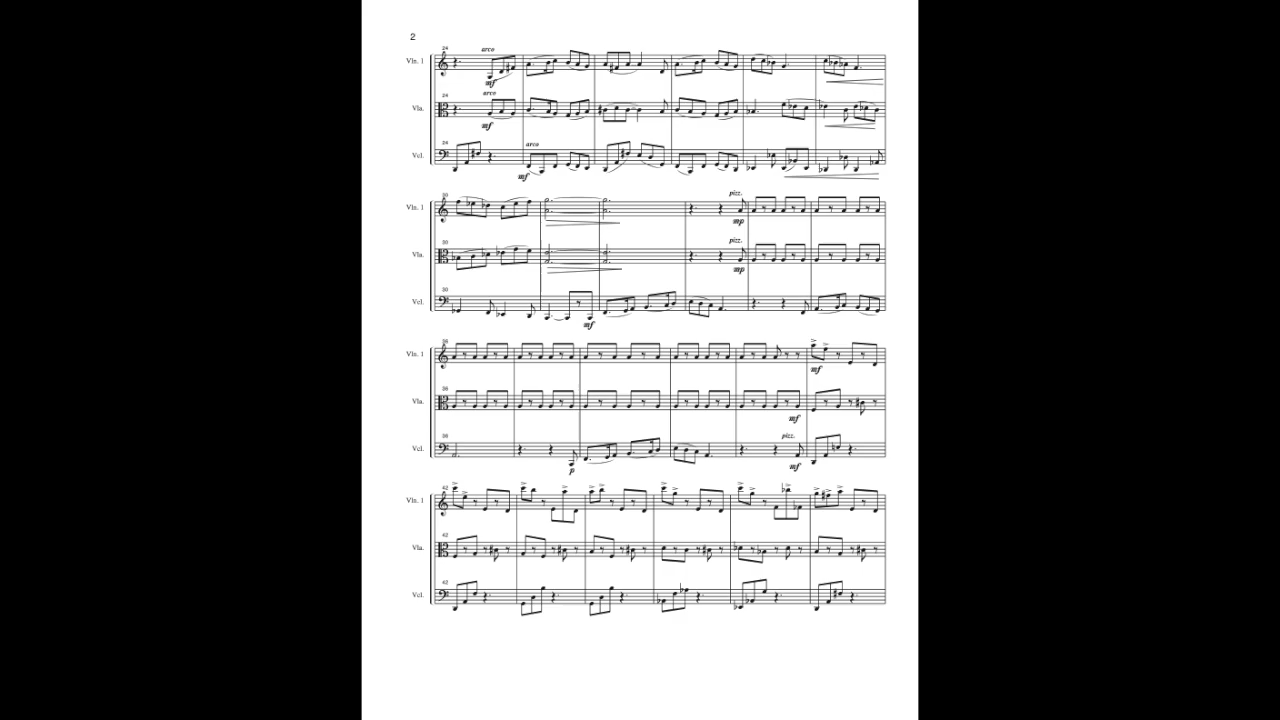 2
24
arco
Vln. 1
mf
24
arco
Vla.
mf
24
arco
Vcl.
mf
30
pizz.
Vln. 1
mp
30
pizz.
Vla.
mp
30
Vcl.
mf
36
Vln. 1
mf
36
Vla.
mf
36
pizz.
Vcl.
p
mf
42
Vln. 1
42
Vla.
42
Vcl.